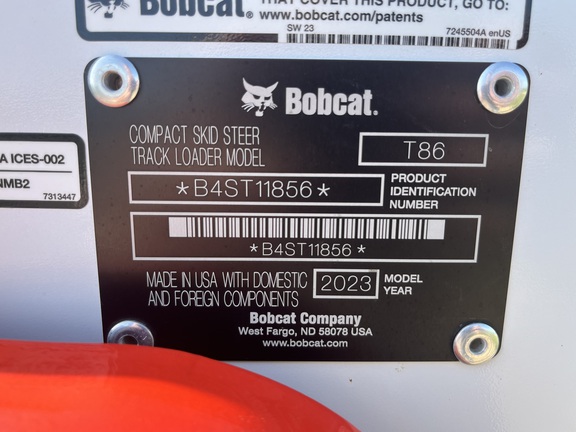 Bobcat
THAT COVER THIS PRODUCT, GO TO:
www.bobcat.com/patents
SW 23
7245504A enUS
A ICES-002
NMB2
7313447
Bobcat.
COMPACT SKID STEER
TRACK LOADER MODEL
T86
*B4ST11856*
PRODUCT
IDENTIFICATION
NUMBER
*B4ST11856*
MADE IN USA WITH DOMESTIC
AND FOREIGN COMPONENTS
2023
MODEL
YEAR
Bobcat Company
West Fargo, ND 58078 USA
www.bobcat.com